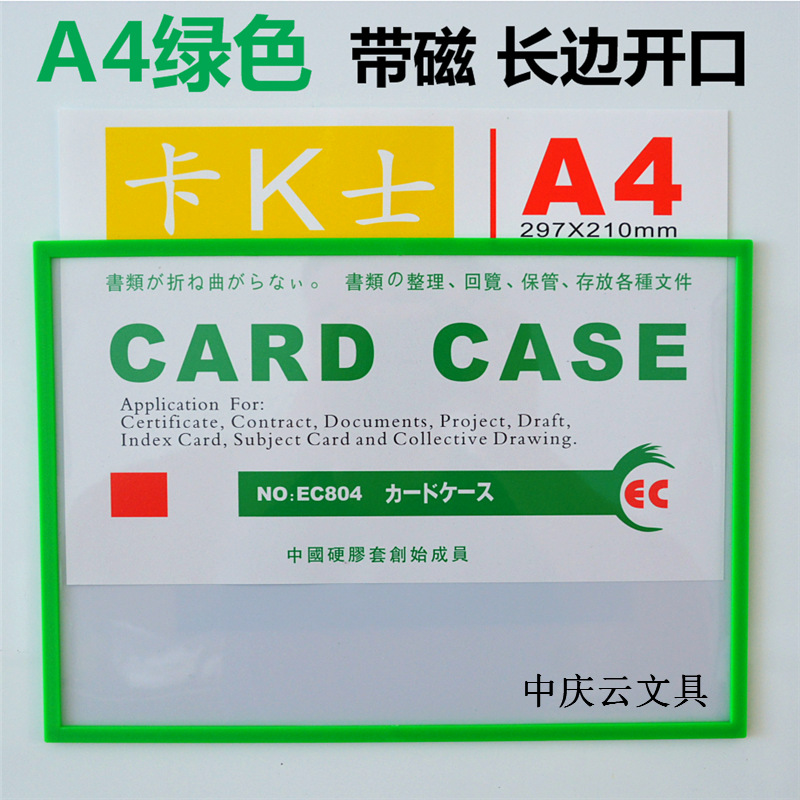 A4绿色 带磁 长边开口
卡K士
A4
297X210mm
書類が折ね曲がらなぃ。 書類の整理、回覽、保管、存放各種文件
CARD CASE
Application For:
Certificate, Contract, Documents, Project, Draft,
Index Card, Subject Card and Collective Drawing.
NO:EC804 カードケース
EC
中國硬膠套創始成員
中庆云文具